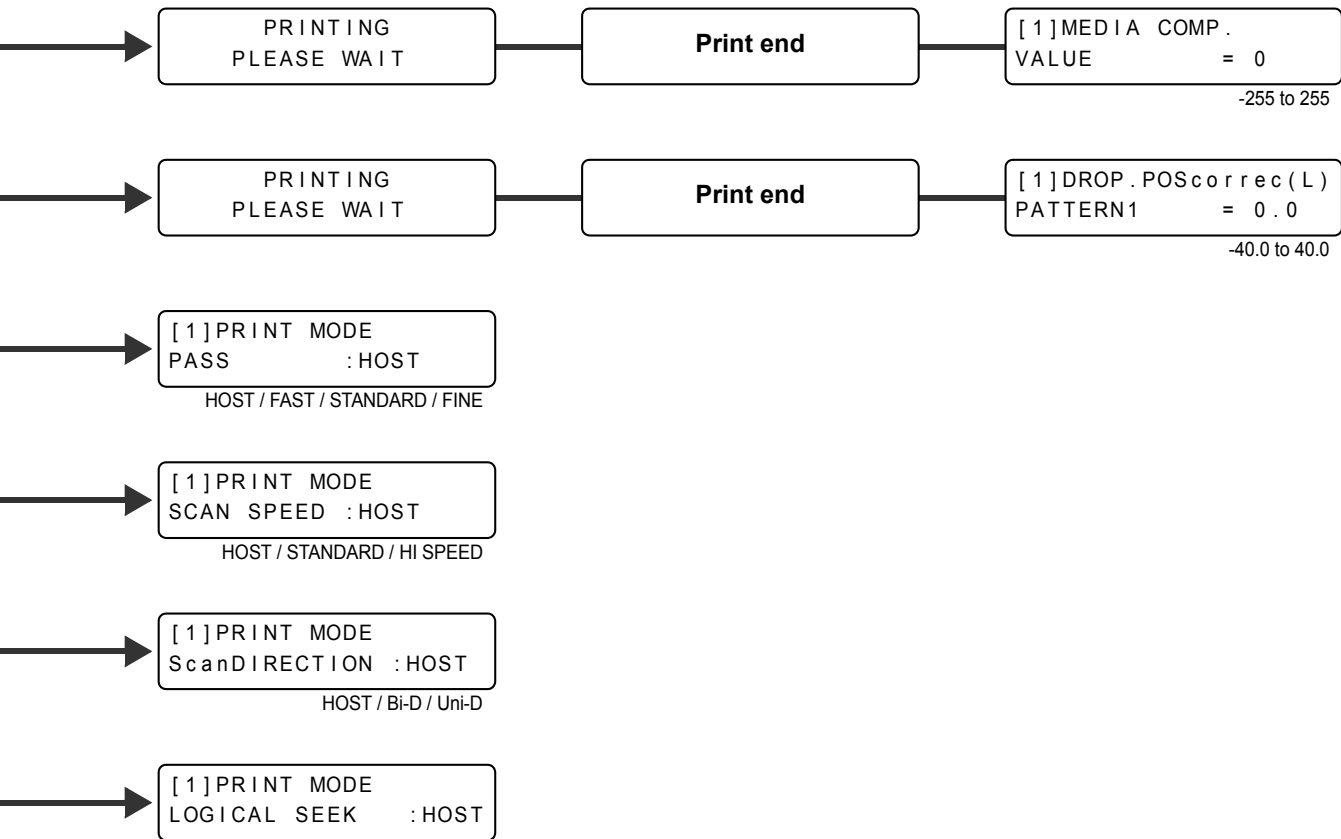 PRINTING
PLEASE WAIT
Print end
[1]MEDIA COMP.
VALUE = 0
-255 to 255
PRINTING
PLEASE WAIT
Print end
[1]DROP.POScorrec(L)
PATTERN1 = 0.0
-40.0 to 40.0
[1]PRINT MODE
PASS :HOST
HOST / FAST / STANDARD / FINE
[1]PRINT MODE
SCAN SPEED :HOST
HOST / STANDARD / HI SPEED
[1]PRINT MODE
ScanDIRECTION :HOST
HOST / Bi-D / Uni-D
[1]PRINT MODE
LOGICAL SEEK :HOST